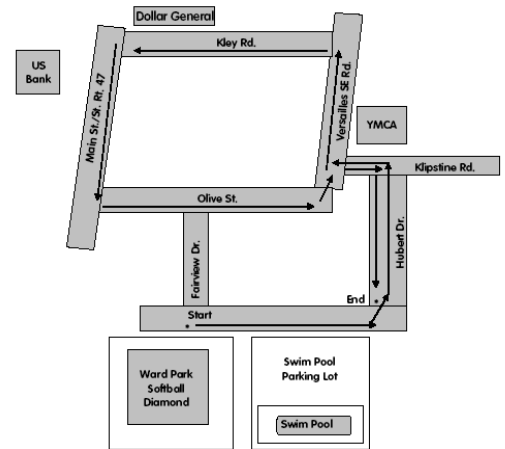 Dollar General
Kley Rd.
US
Bank
Main St./St. Rt. 47
Versailles SE Rd.
YMCA
Klipstine Rd.
Olive St.
Fairview Dr.
Hubert Dr.
End
Start
Ward Park
Softball
Diamond
Swim Pool
Parking Lot
Swim Pool